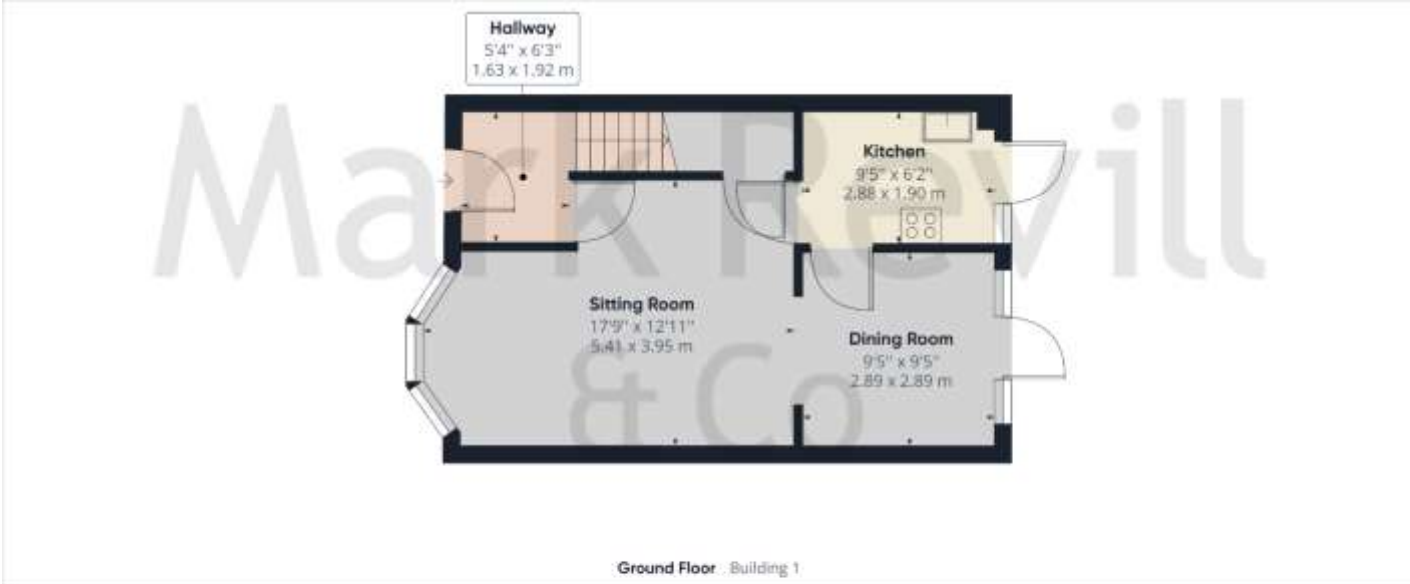 Hallway
5'4" x 6'3"
1.63 x 1.92 m
Mark Revill
& Co
Kitchen
9'5" x 6'2"
2.88 x 1.90 m
Sitting Room
17'9" x 12'11"
5.41 x 3.95 m
Dining Room
9'5" x 9'5"
2.89 x 2.89 m
Ground Floor Building 1